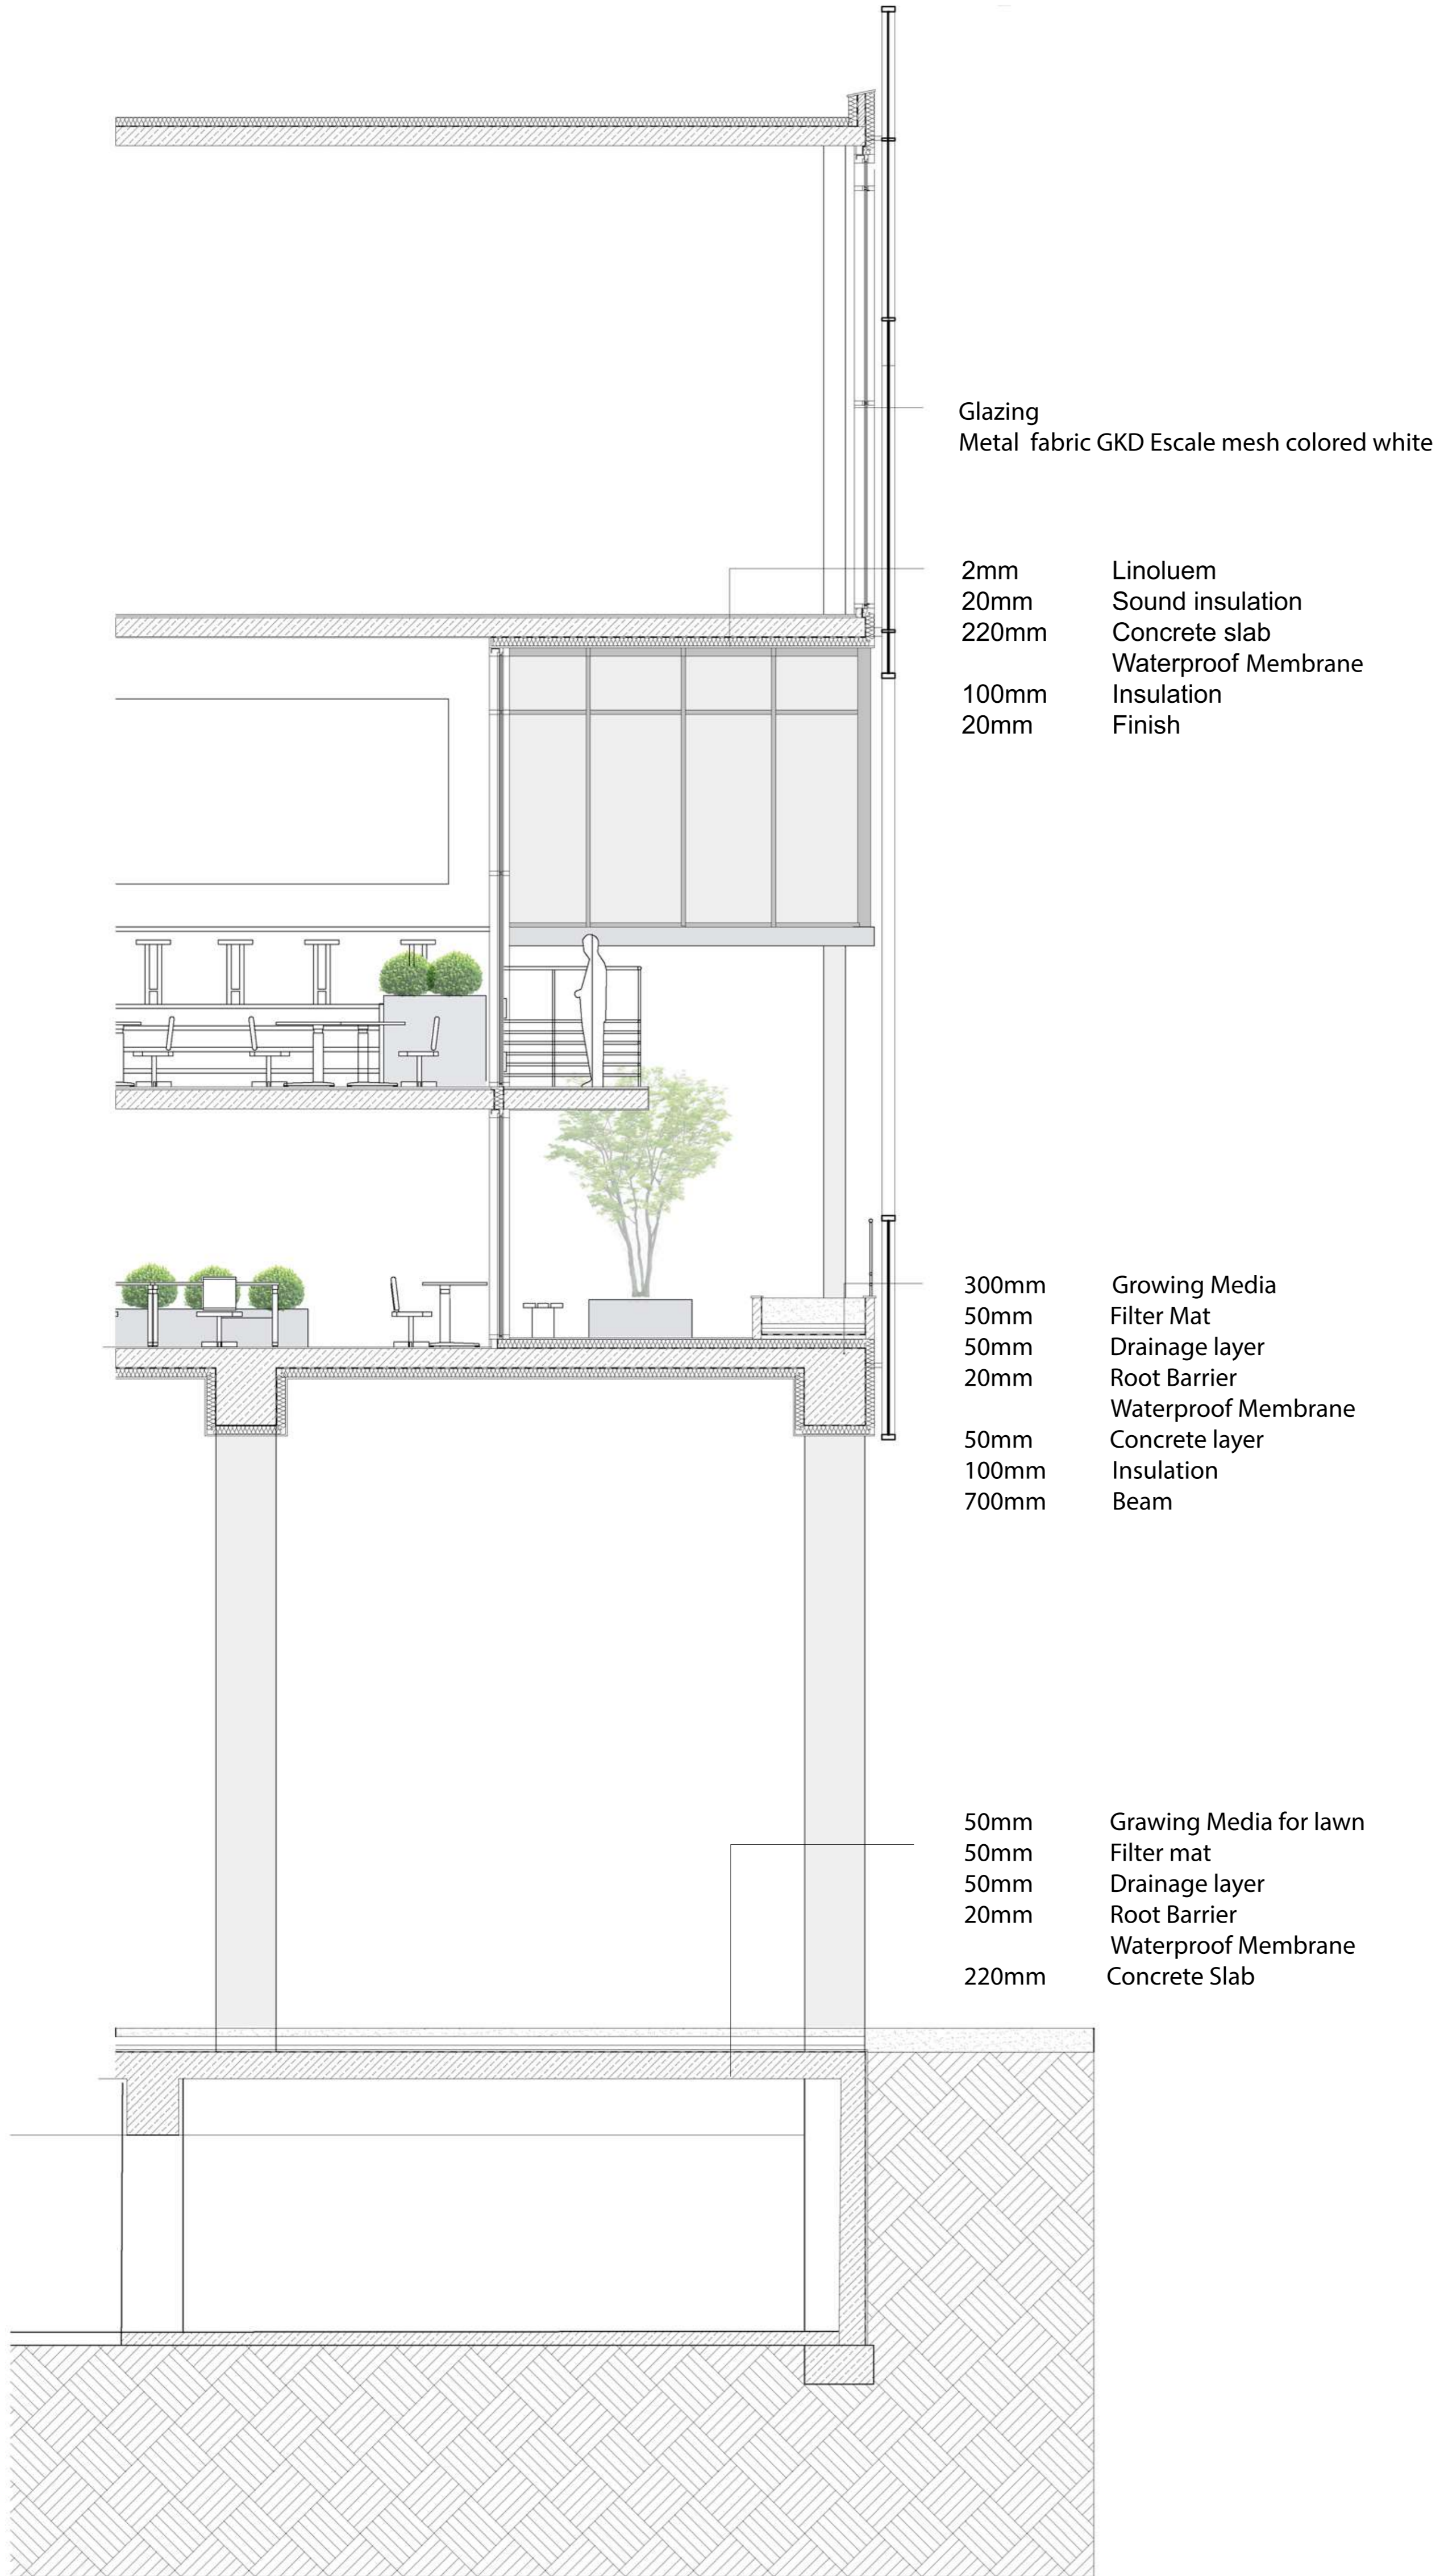 Glazing
Metal fabric GKD Escale mesh colored white
2mm Linoluem
20mm Sound insulation
220mm Concrete slab
Waterproof Membrane
100mm Insulation
20mm Finish
300mm Growing Media
50mm Filter Mat
50mm Drainage layer
20mm Root Barrier
Waterproof Membrane
50mm Concrete layer
100mm Insulation
700mm Beam
50mm Grawing Media for lawn
50mm Filter mat
50mm Drainage layer
20mm Root Barrier
Waterproof Membrane
220mm Concrete Slab